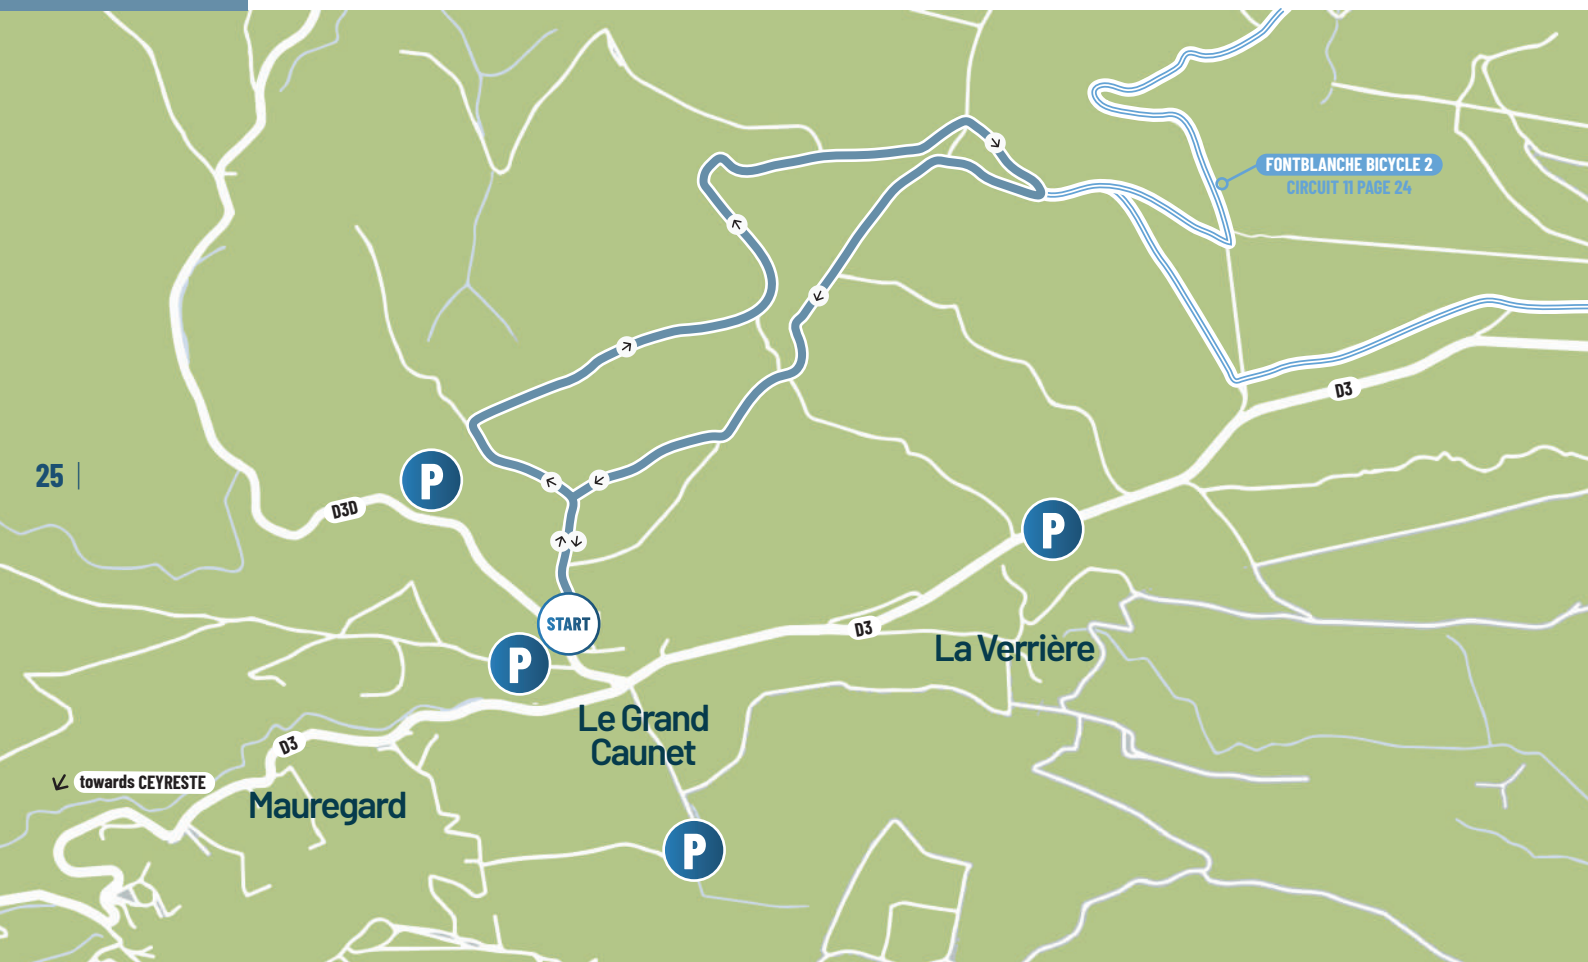 FONTBLANCHE BICYCLE 2
CIRCUIT 11 PAGE 24
D3
25
P
D3D
P
START
D3
La Verrière
P
Le Grand
Caunet
D3
towards CEYRESTE
Mauregard
P